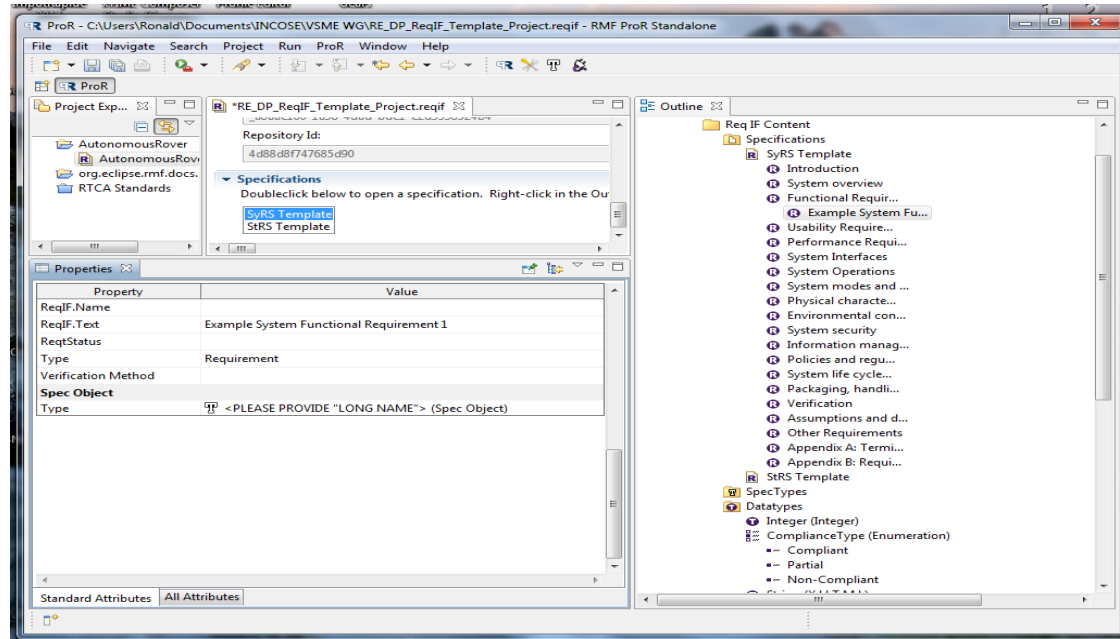 ProR - C:\Users\Ronald\Documents\INCOSE\VSME WG\RE_DP_ReqIF_Template_Project.reqif - RMF ProR Standalone
File Edit Navigate Search Project Run ProR Window Help
ProR
Project Exp...
AutonomousRover
AutonomousRov
org.eclipse.rmf.docs.
RTCA Standards
*RE_DP_ReqIF_Template_Project.reqif
Repository Id:
4d88d8f747685d90
Specifications
Doubleclick below to open a specification. Right-click in the Ou
SyRS Template
StRS Template
Properties
Property Value
ReqIF.Name
ReqIF.Text Example System Functional Requirement 1
ReqtStatus
Type Requirement
Verification Method
Spec Object
Type <PLEASE PROVIDE "LONG NAME"> (Spec Object)
Standard Attributes All Attributes
Outline
Req IF Content
Specifications
SyRS Template
Introduction
System overview
Functional Requir...
Example System Fu...
Usability Require...
Performance Requi...
System Interfaces
System Operations
System modes and ...
Physical characte...
Environmental con...
System security
Information manag...
Policies and regu...
System life cycle...
Packaging, handli...
Verification
Assumptions and d...
Other Requirements
Appendix A: Termi...
Appendix B: Requi...
StRS Template
SpecTypes
Datatypes
Integer (Integer)
ComplianceType (Enumeration)
Compliant
Partial
Non-Compliant